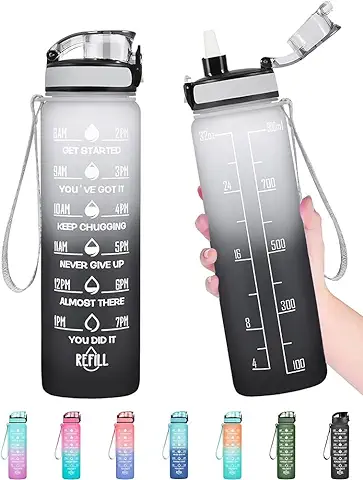 8AM 2PM
GET STARTED
9AM 3PM
YOU'VE GOT IT
10AM 4PM
KEEP CHUGGING
11AM 5PM
NEVER GIVE UP
12PM 6PM
ALMOST THERE
1PM 7PM
YOU DID IT
REFILL
32oz
24 700
16 500
300
8
4 100